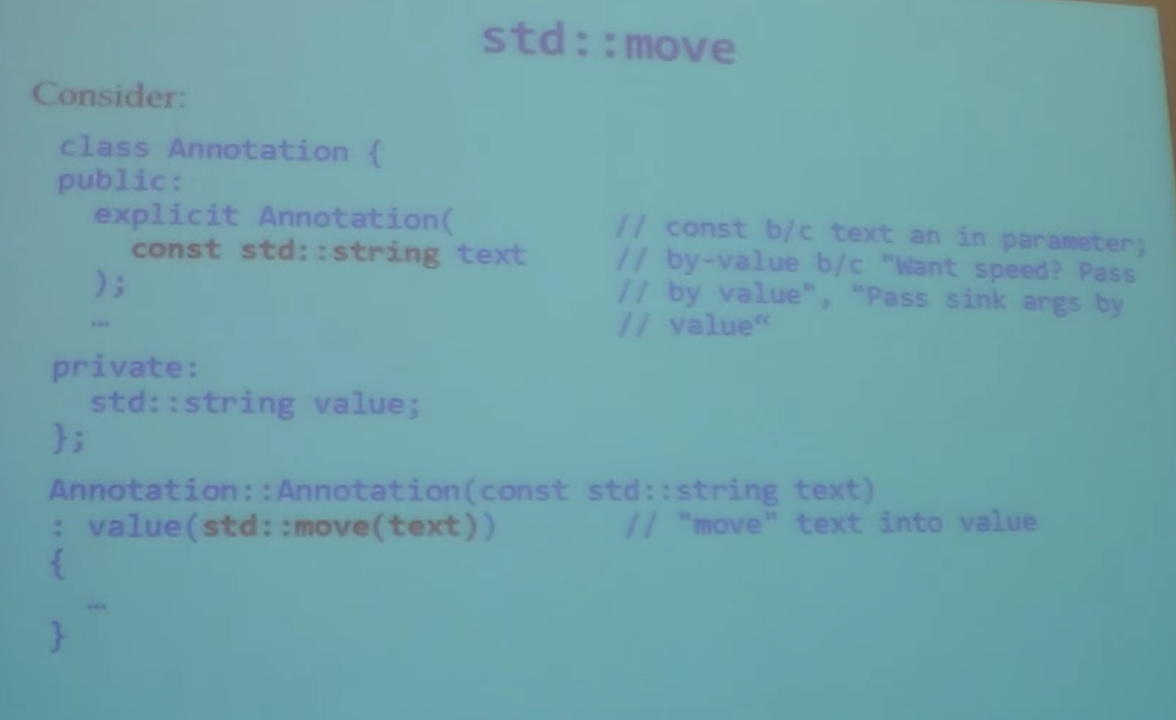 std::move
Consider:
class Annotation {
public:
explicit Annotation( // const b/c text an in parameter;
const std::string text // by-value b/c "Want speed? Pass
); // by value", "Pass sink args by
… // value“
private:
std::string value;
};
Annotation::Annotation(const std::string text)
: value(std::move(text)) // "move" text into value
{
…
}